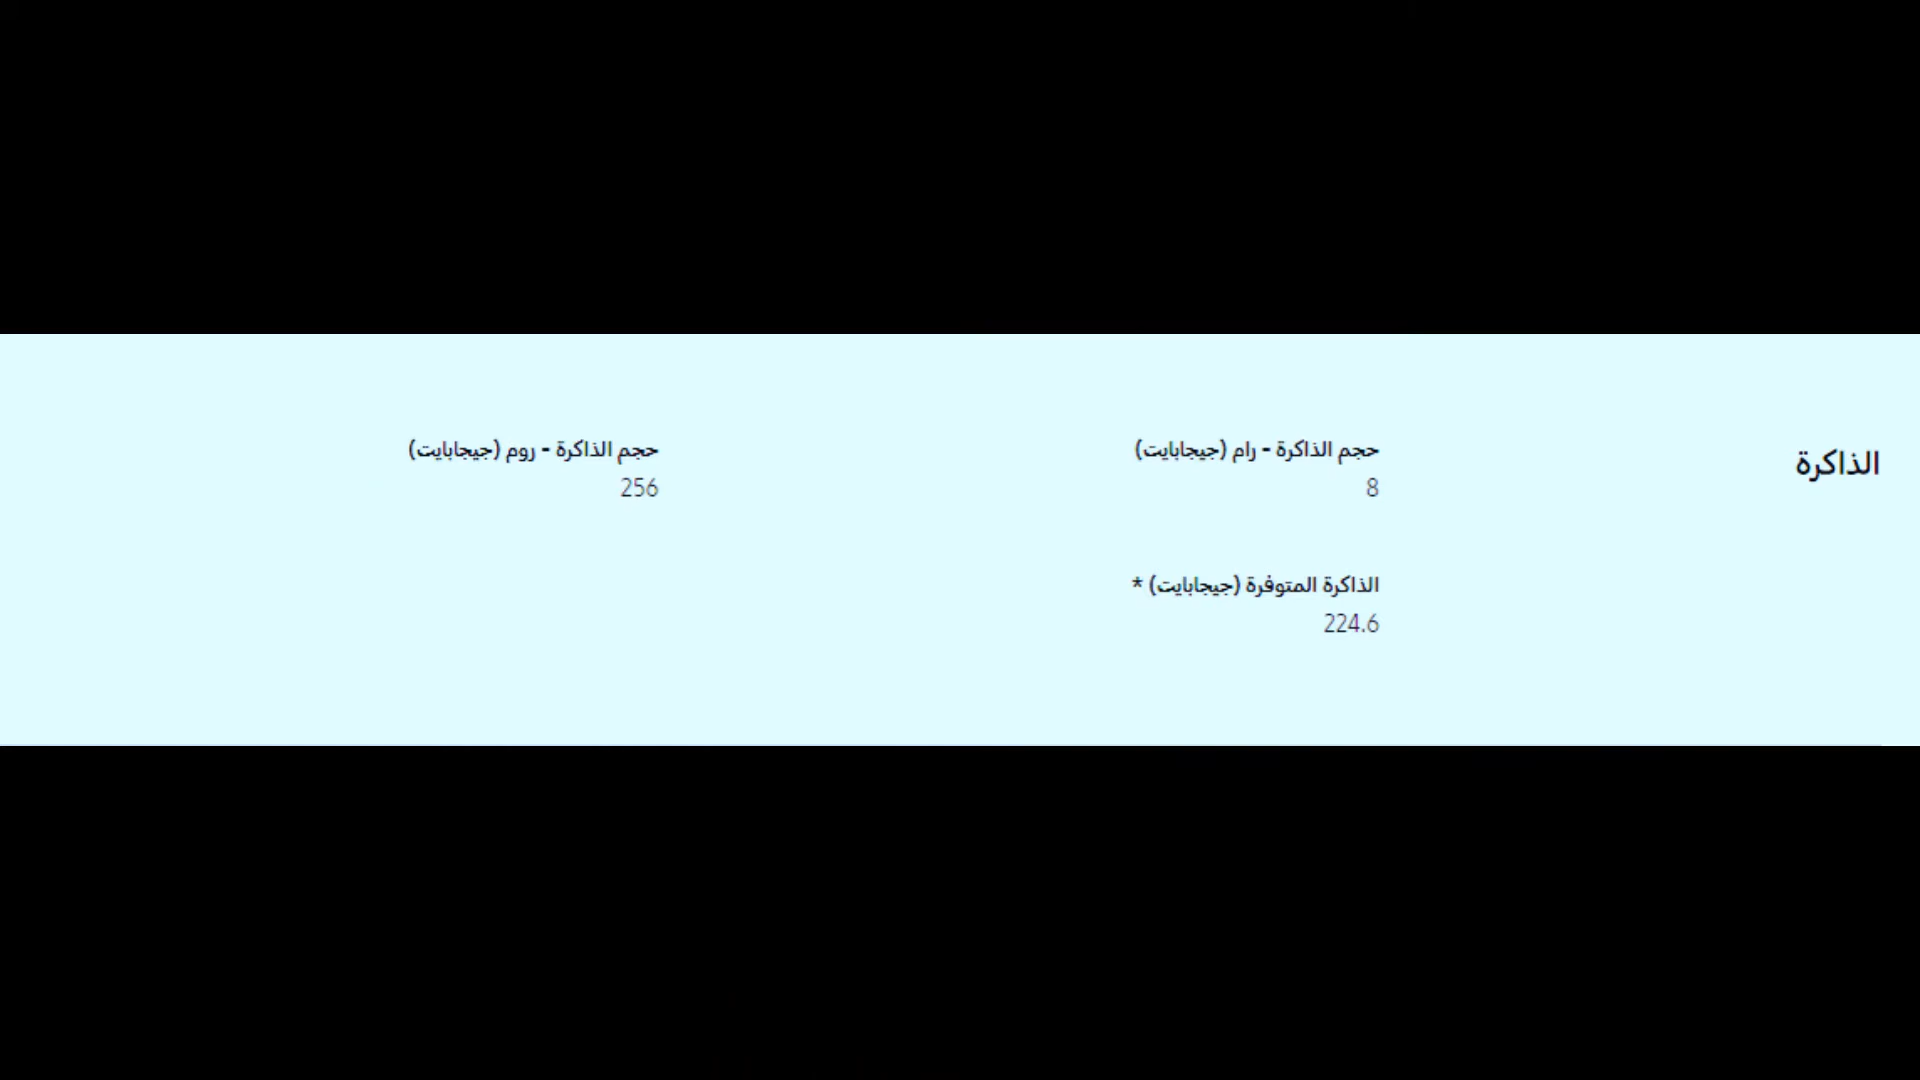 الذاكرة
حجم الذاكرة - رام (جيجابايت)
8
حجم الذاكرة - روم (جيجابايت)
256
الذاكرة المتوفرة (جيجابايت) *
224.6